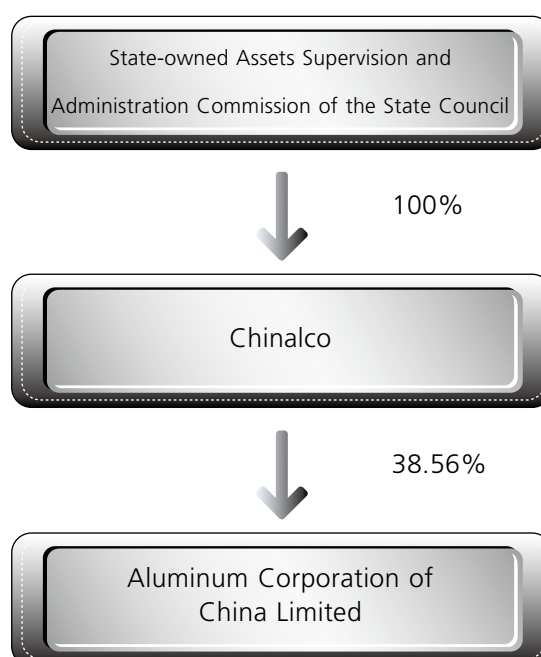 State-owned Assets Supervision and
Administration Commission of the State Council
100%
Chinalco
38.56%
Aluminum Corporation of
China Limited